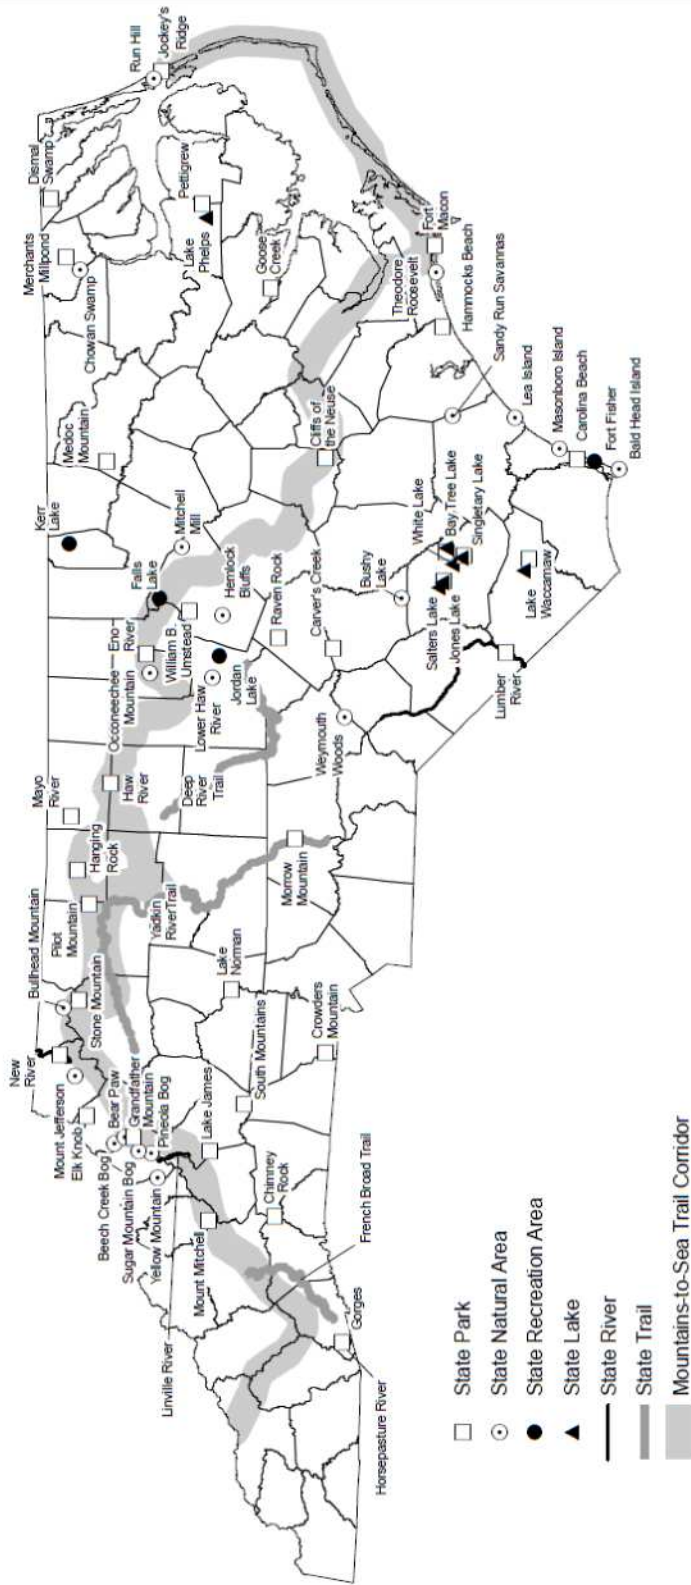 Run Hill
Jockey's
Ridge
Dismal
Swamp
Merchants
Millpond
Chowan Swamp
Pettigrew
Lake
Phelps
Goose
Creek
Theodore
Roosevelt
Fort
Macon
Hammocks Beach
Sandy Run Savannas
Lea Island
Masonboro Island
Carolina Beach
Fort Fisher
Bald Head Island
Medoc
Mountain
Kerr
Lake
Mitchell
Mill
Cliffs of
the Neuse
Falls
Lake
Hemlock
Bluffs
Raven Rock
Carver's Creek
Bushy
Lake
White Lake
Bay Tree Lake
Singletary Lake
Salters Lake
Jones Lake
Lake
Waccamaw
Lumber
River
Eno
River
Occoneechee
Mountain
William B.
Umstead
Lower Haw
River
Jordan
Lake
Weymouth
Woods
Mayo
River
Haw
River
Deep
River
Trail
Hanging
Rock
Morrow
Mountain
Bullhead Mountain
Pilot
Mountain
Yadkin
RiverTrail
Lake
Norman
Crowders
Mountain
Stone Mountain
South Mountains
New
River
Mount Jefferson
Elk Knob
Bear Paw
Grandfather
Mountain
Pineola Bog
Lake James
Beech Creek Bog
Sugar Mountain Bog
Yellow Mountain
Mount Mitchell
Chimney
Rock
French Broad Trail
Linville River
Gorges
Horsepasture River
State Park
State Natural Area
State Recreation Area
State Lake
State River
State Trail
Mountains-to-Sea Trail Corridor